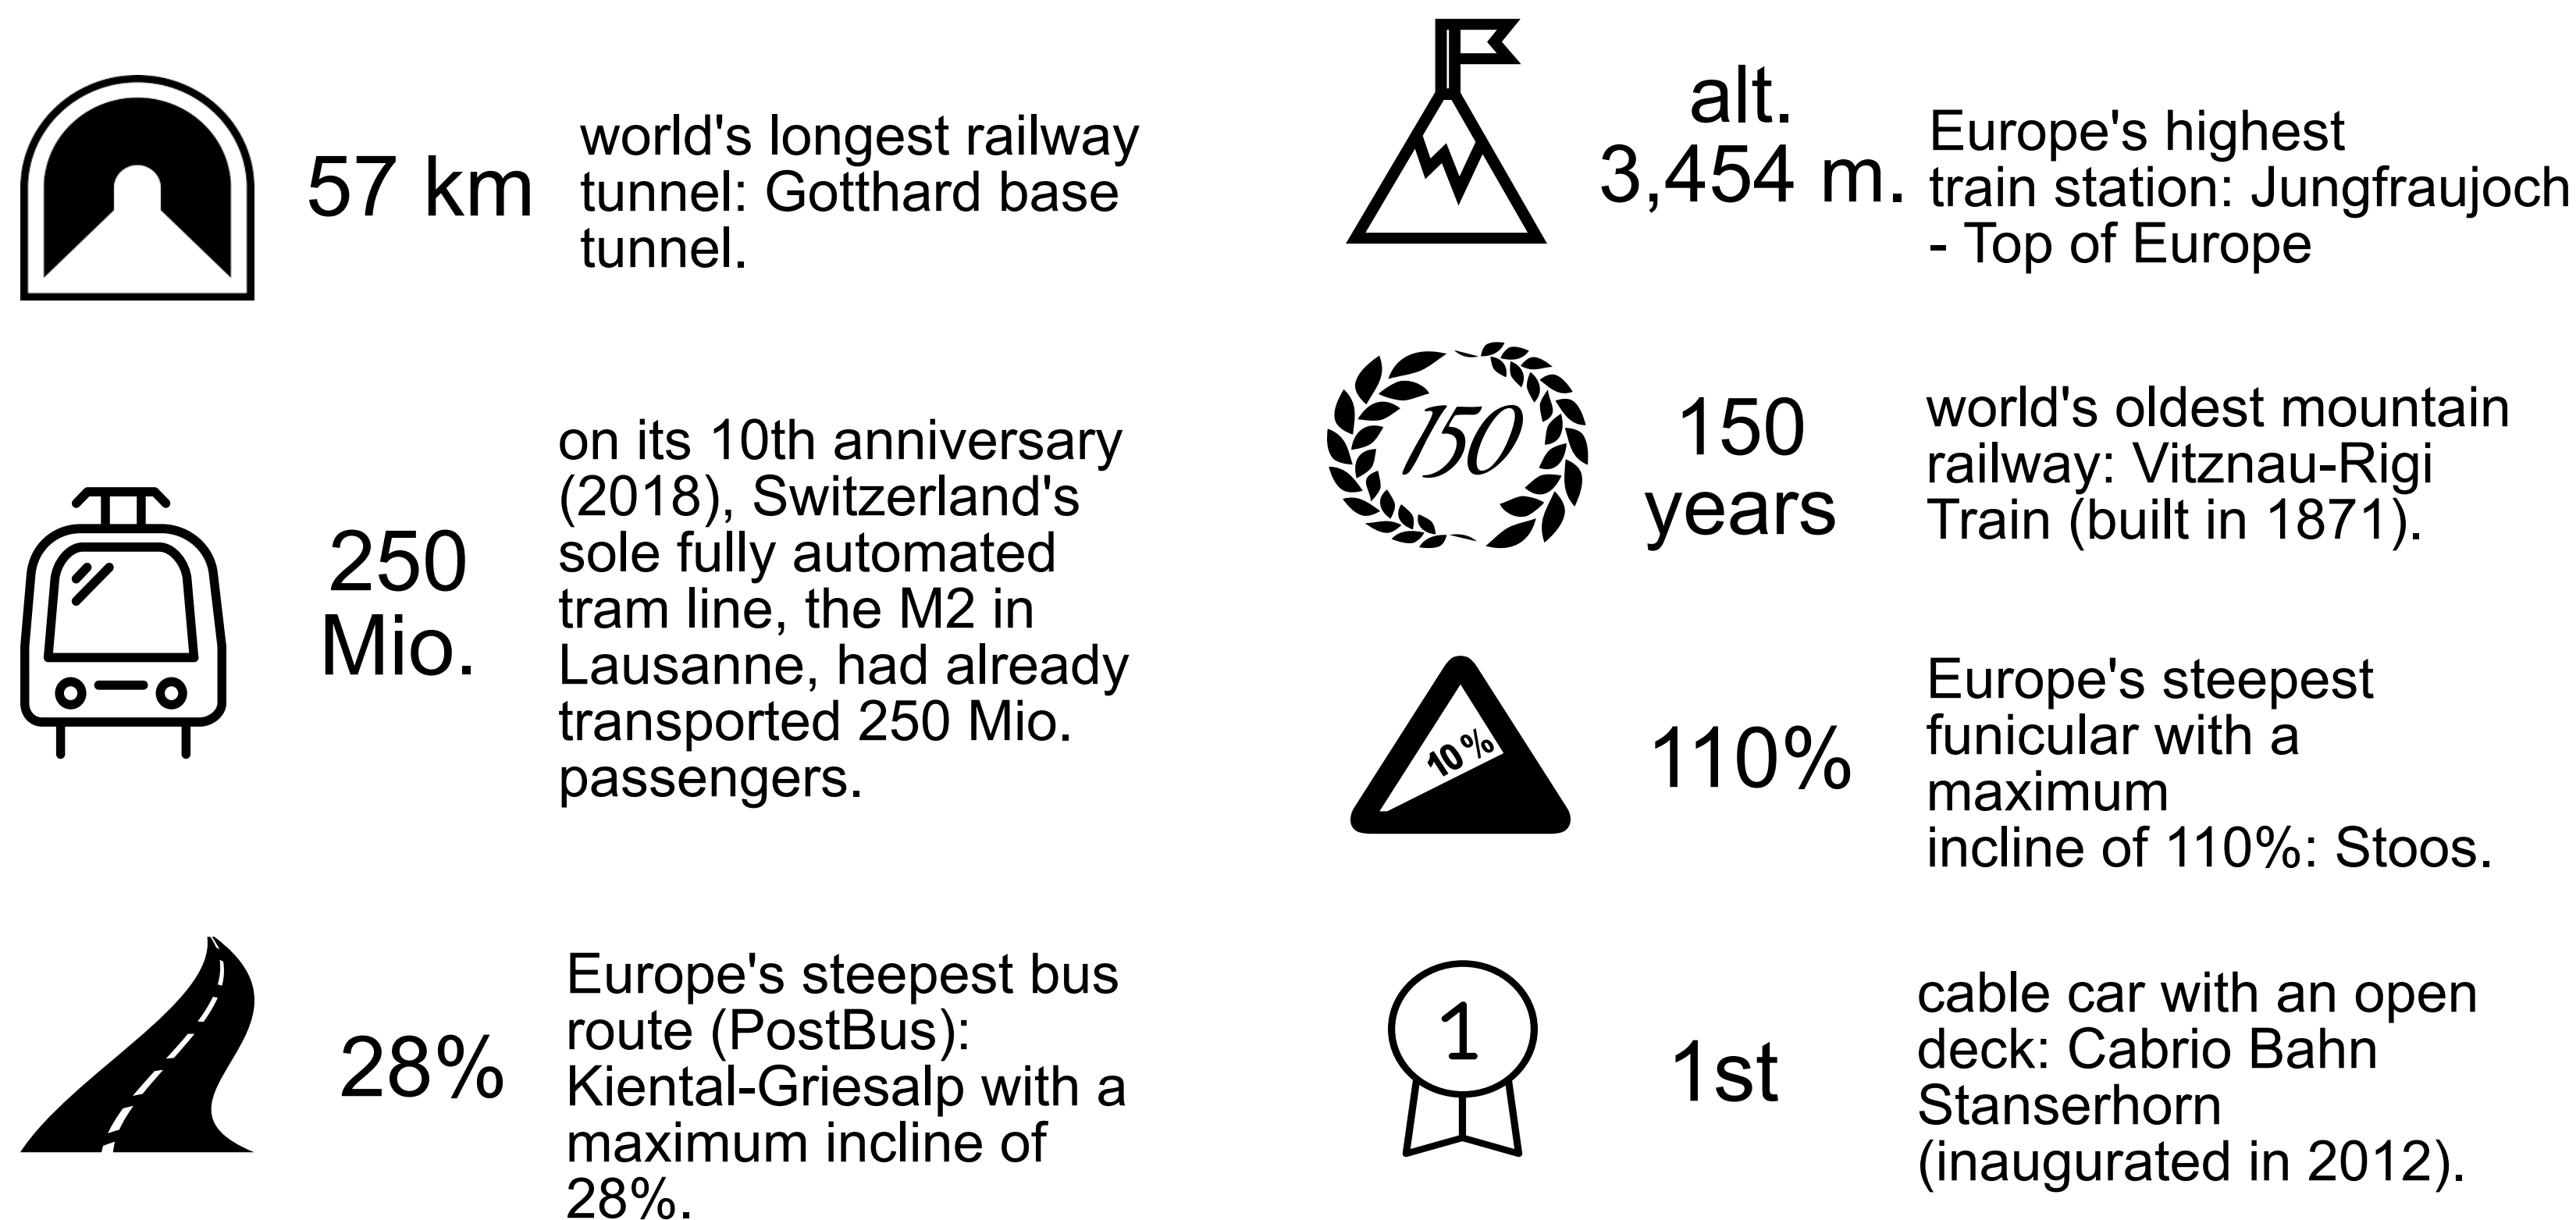 57 km
world's longest railway
tunnel: Gotthard base
tunnel.
250
Mio.
on its 10th anniversary
(2018), Switzerland's
sole fully automated
tram line, the M2 in
Lausanne, had already
transported 250 Mio.
passengers.
28%
Europe's steepest bus
route (PostBus):
Kiental-Griesalp with a
maximum incline of
28%.
alt.
3,454 m.
Europe's highest
train station: Jungfraujoch
- Top of Europe
150
150
years
world's oldest mountain
railway: Vitznau-Rigi
Train (built in 1871).
10%
110%
Europe's steepest
funicular with a
maximum
incline of 110%: Stoos.
1
1st
cable car with an open
deck: Cabrio Bahn
Stanserhorn
(inaugurated in 2012).